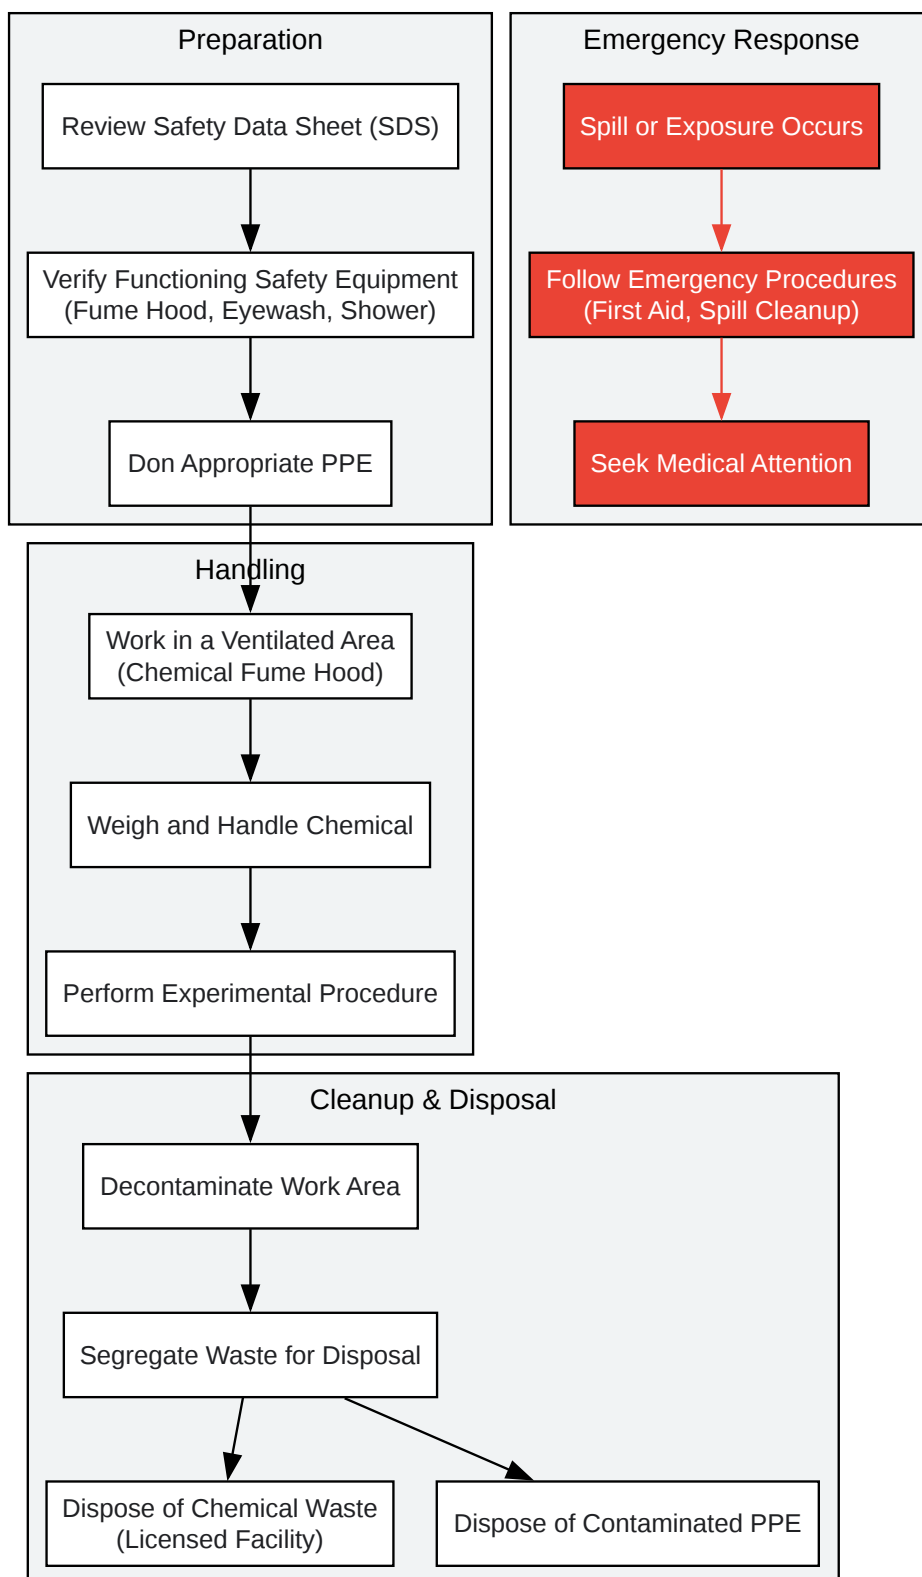 Preparation
Review Safety Data Sheet (SDS)
Verify Functioning Safety Equipment
(Fume Hood, Eyewash, Shower)
Don Appropriate PPE
Emergency Response
Spill or Exposure Occurs
Follow Emergency Procedures
(First Aid, Spill Cleanup)
Seek Medical Attention
Handling
Work in a Ventilated Area
(Chemical Fume Hood)
Weigh and Handle Chemical
Perform Experimental Procedure
Cleanup & Disposal
Decontaminate Work Area
Segregate Waste for Disposal
Dispose of Chemical Waste
(Licensed Facility)
Dispose of Contaminated PPE